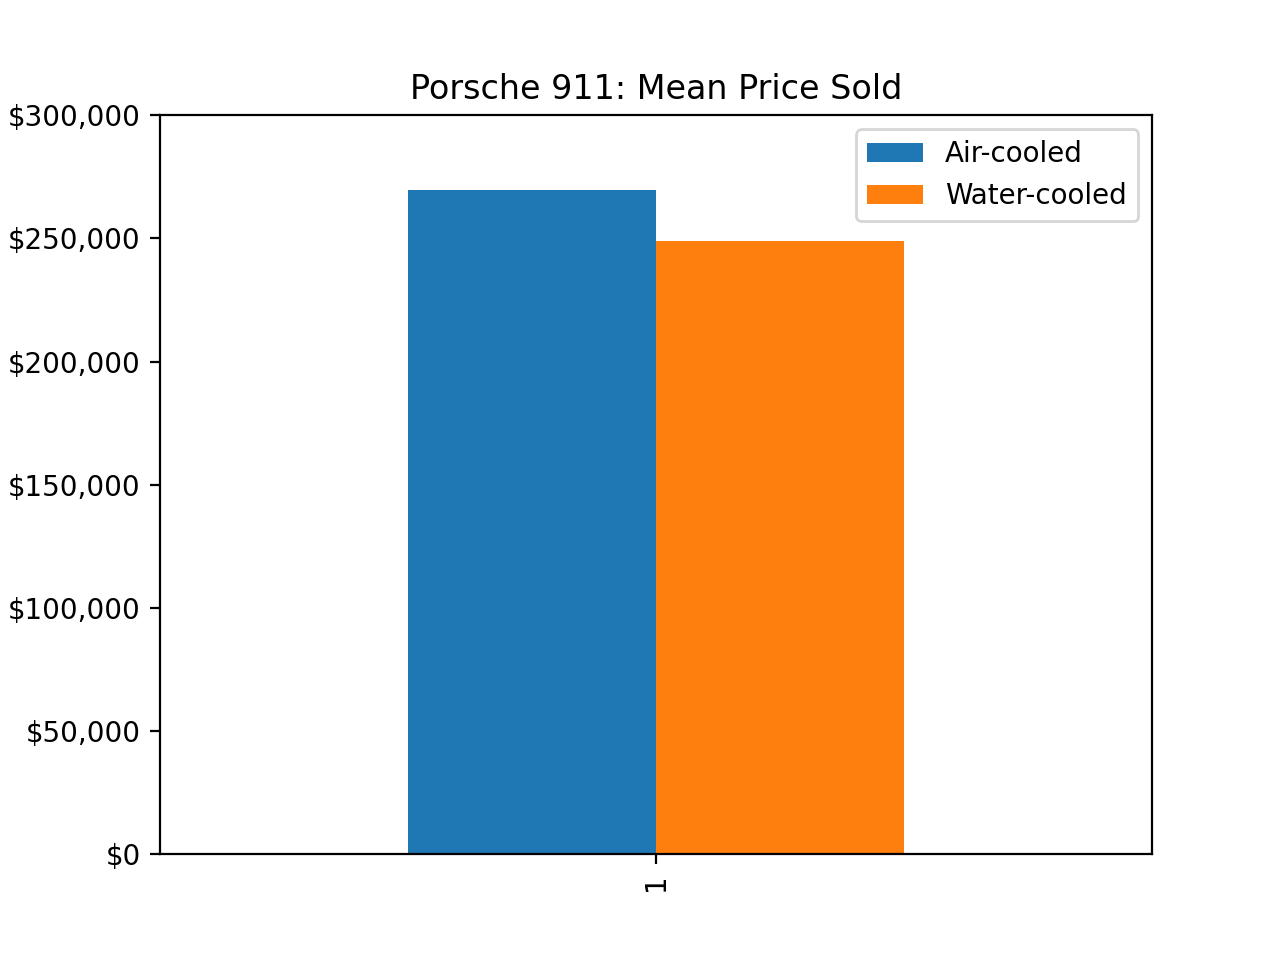 Porsche 911: Mean Price Sold
$300,000
$250,000
$200,000
$150,000
$100,000
$50,000
$0
Air-cooled
Water-cooled
1